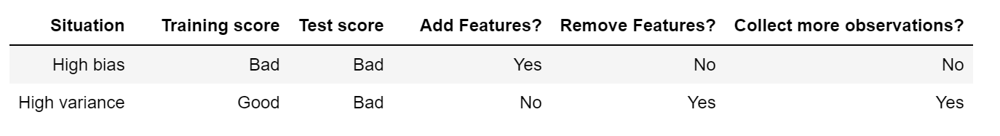 Situation Training score Test score Add Features? Remove Features? Collect more observations?
High bias Bad Bad Yes No No
High variance Good Bad No Yes Yes